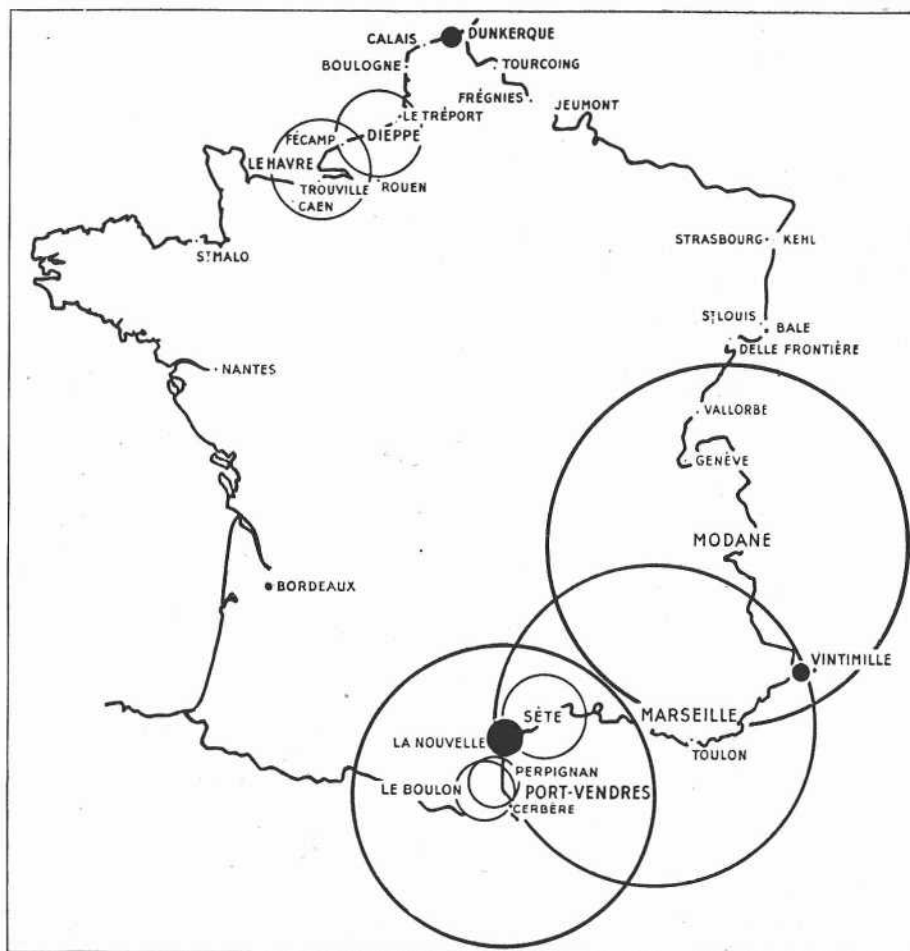 DUNKERQUE
CALAIS
BOULOGNE
TOURCOING
FRÉGNIES
JEUMONT
LE TRÉPORT
DIEPPE
FÉCAMP
LE HAVRE
TROUVILLE
ROUEN
CAEN
STRASBOURG
KEHL
ST MALO
ST LOUIS
BALE
DELLE FRONTIÈRE
NANTES
VALLORBE
GENÈVE
MODANE
BORDEAUX
VINTIMILLE
SÈTE
MARSEILLE
LA NOUVELLE
TOULON
PERPIGNAN
LE BOULON
PORT-VENDRES
CERBÈRE